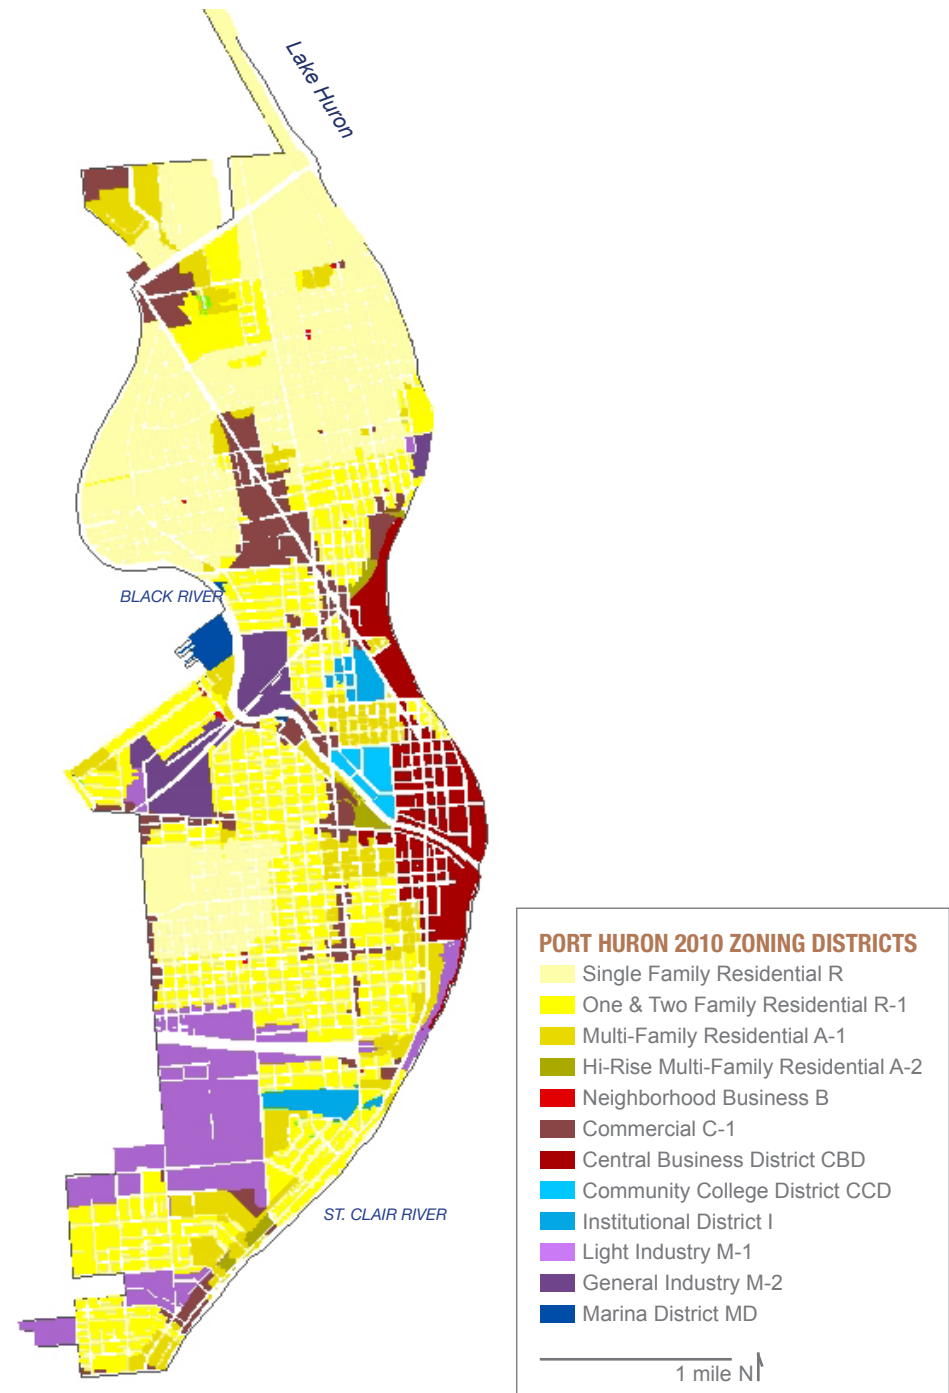 Lake Huron
BLACK RIVER
ST. CLAIR RIVER
PORT HURON 2010 ZONING DISTRICTS
Single Family Residential R
One & Two Family Residential R-1
Multi-Family Residential A-1
Hi-Rise Multi-Family Residential A-2
Neighborhood Business B
Commercial C-1
Central Business District CBD
Community College District CCD
Institutional District I
Light Industry M-1
General Industry M-2
Marina District MD
1 mile N